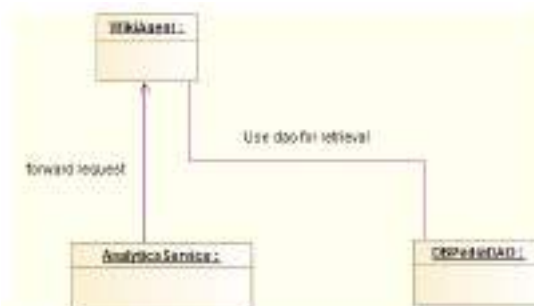 WikiAgent :
Use dao for retrieval
forward request
AnalyticsService :
DBPediaDAO :